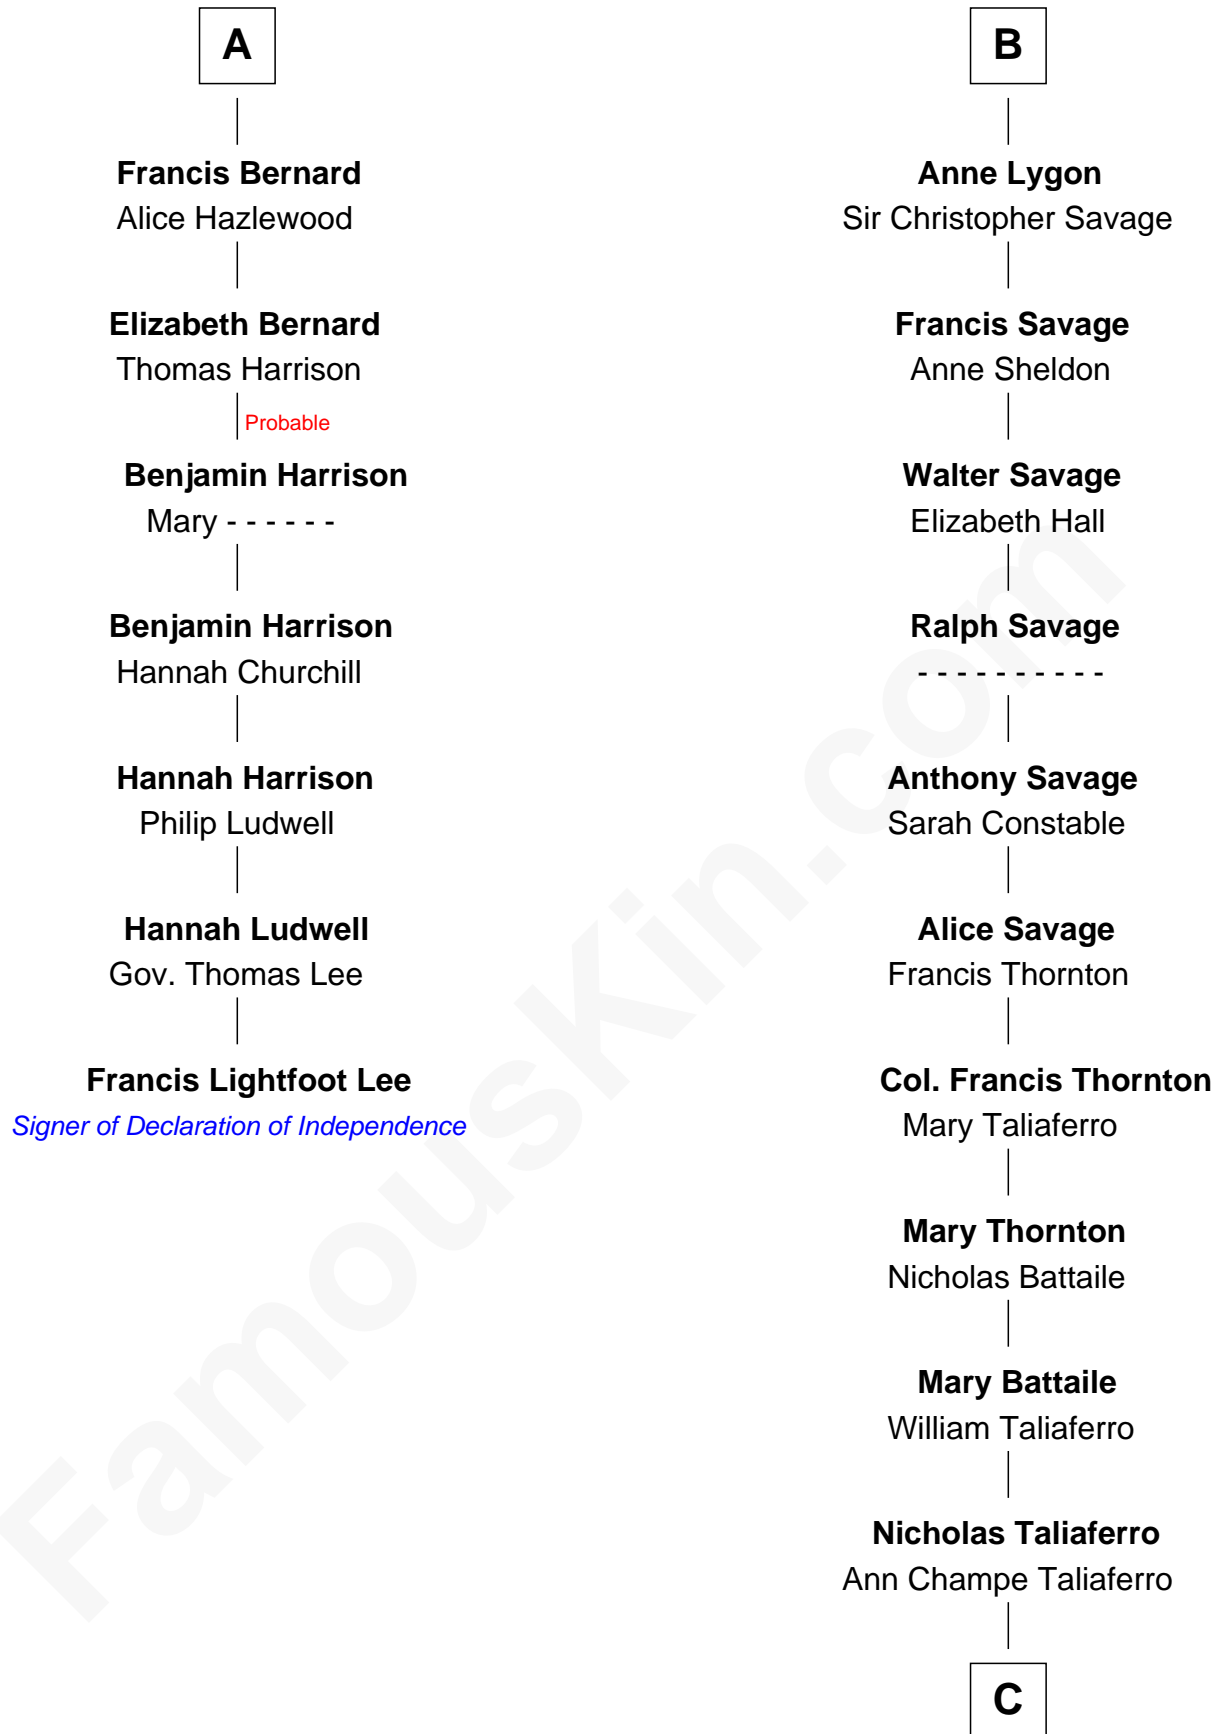 A
Francis Bernard
Alice Hazlewood
Elizabeth Bernard
Thomas Harrison
Probable
Benjamin Harrison
Mary - - - - - -
Benjamin Harrison
Hannah Churchill
Hannah Harrison
Philip Ludwell
Hannah Ludwell
Gov. Thomas Lee
Francis Lightfoot Lee
Signer of Declaration of Independence
B
Anne Lygon
Sir Christopher Savage
Francis Savage
Anne Sheldon
Walter Savage
Elizabeth Hall
Ralph Savage
- - - - - - - - - -
Anthony Savage
Sarah Constable
Alice Savage
Francis Thornton
Col. Francis Thornton
Mary Taliaferro
Mary Thornton
Nicholas Battaile
Mary Battaile
William Taliaferro
Nicholas Taliaferro
Ann Champe Taliaferro
C
FamousKin.com